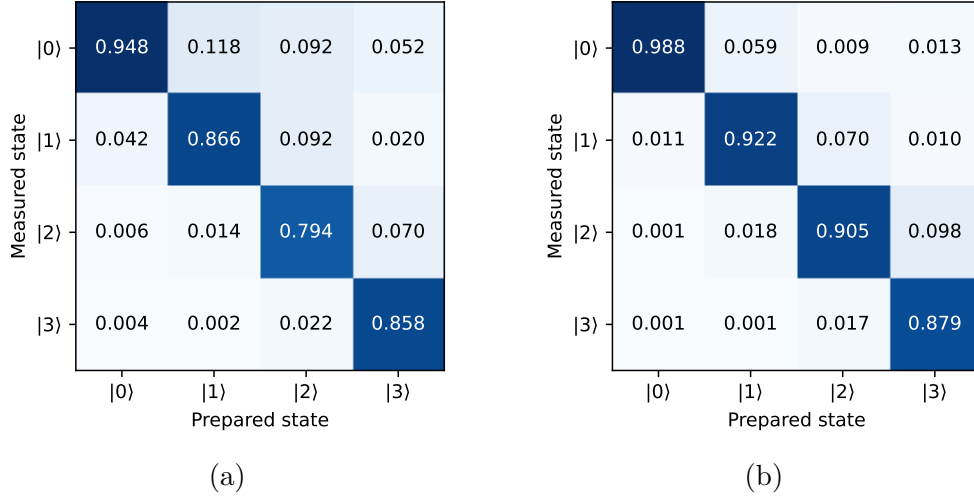 |0⟩ 0.948 0.118 0.092 0.052
|1⟩ 0.042 0.866 0.092 0.020
|2⟩ 0.006 0.014 0.794 0.070
|3⟩ 0.004 0.002 0.022 0.858
|0⟩ |1⟩ |2⟩ |3⟩
Measured state
Prepared state
(a)
|0⟩ 0.988 0.059 0.009 0.013
|1⟩ 0.011 0.922 0.070 0.010
|2⟩ 0.001 0.018 0.905 0.098
|3⟩ 0.001 0.001 0.017 0.879
|0⟩ |1⟩ |2⟩ |3⟩
Measured state
Prepared state
(b)